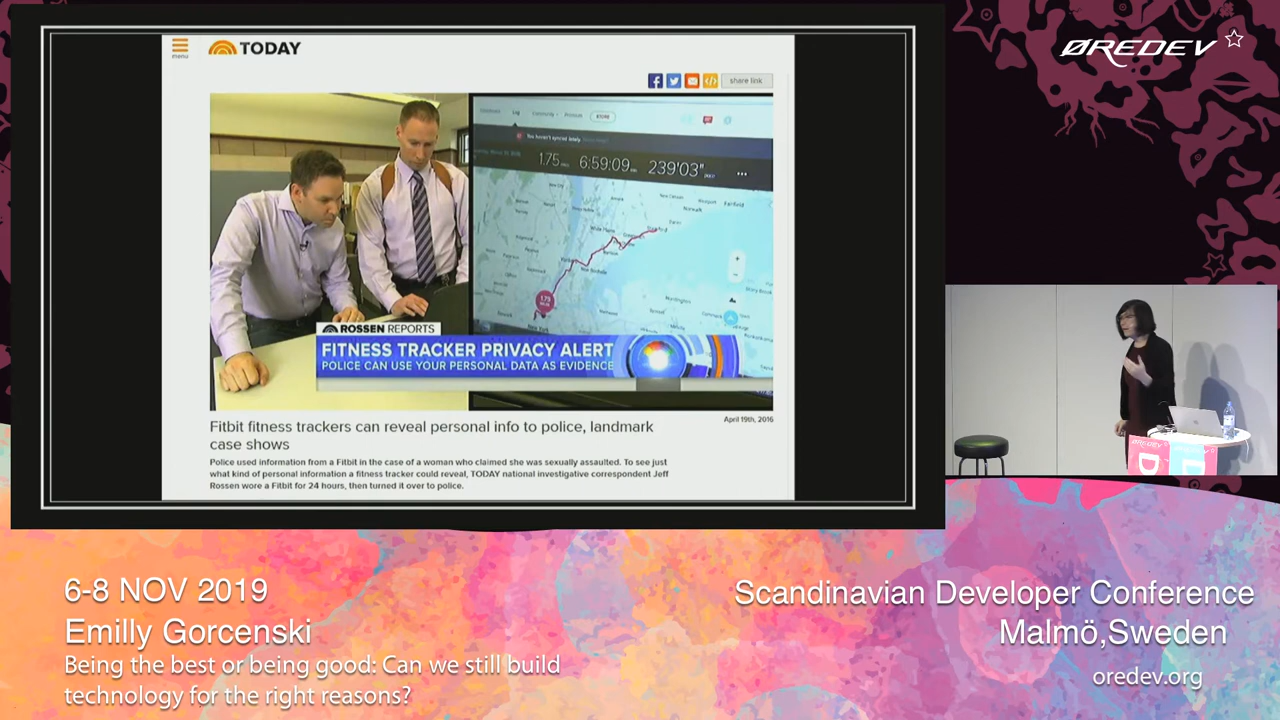 ØREDEV
menu
TODAY
share link
STORE
You haven't synced lately
1.75 6:59:09 239'03"
ROSSEN REPORTS
FITNESS TRACKER PRIVACY ALERT
POLICE CAN USE YOUR PERSONAL DATA AS EVIDENCE
April 19th, 2016
Fitbit fitness trackers can reveal personal info to police, landmark
case shows
Police used information from a Fitbit in the case of a woman who claimed she was sexually assaulted. To see just
what kind of personal information a fitness tracker could reveal, TODAY national investigative correspondent Jeff
Rossen wore a Fitbit for 24 hours, then turned it over to police.
ØREDEV
6-8 NOV 2019
Emilly Gorcenski
Being the best or being good: Can we still build
technology for the right reasons?
Scandinavian Developer Conference
Malmö,Sweden
oredev.org